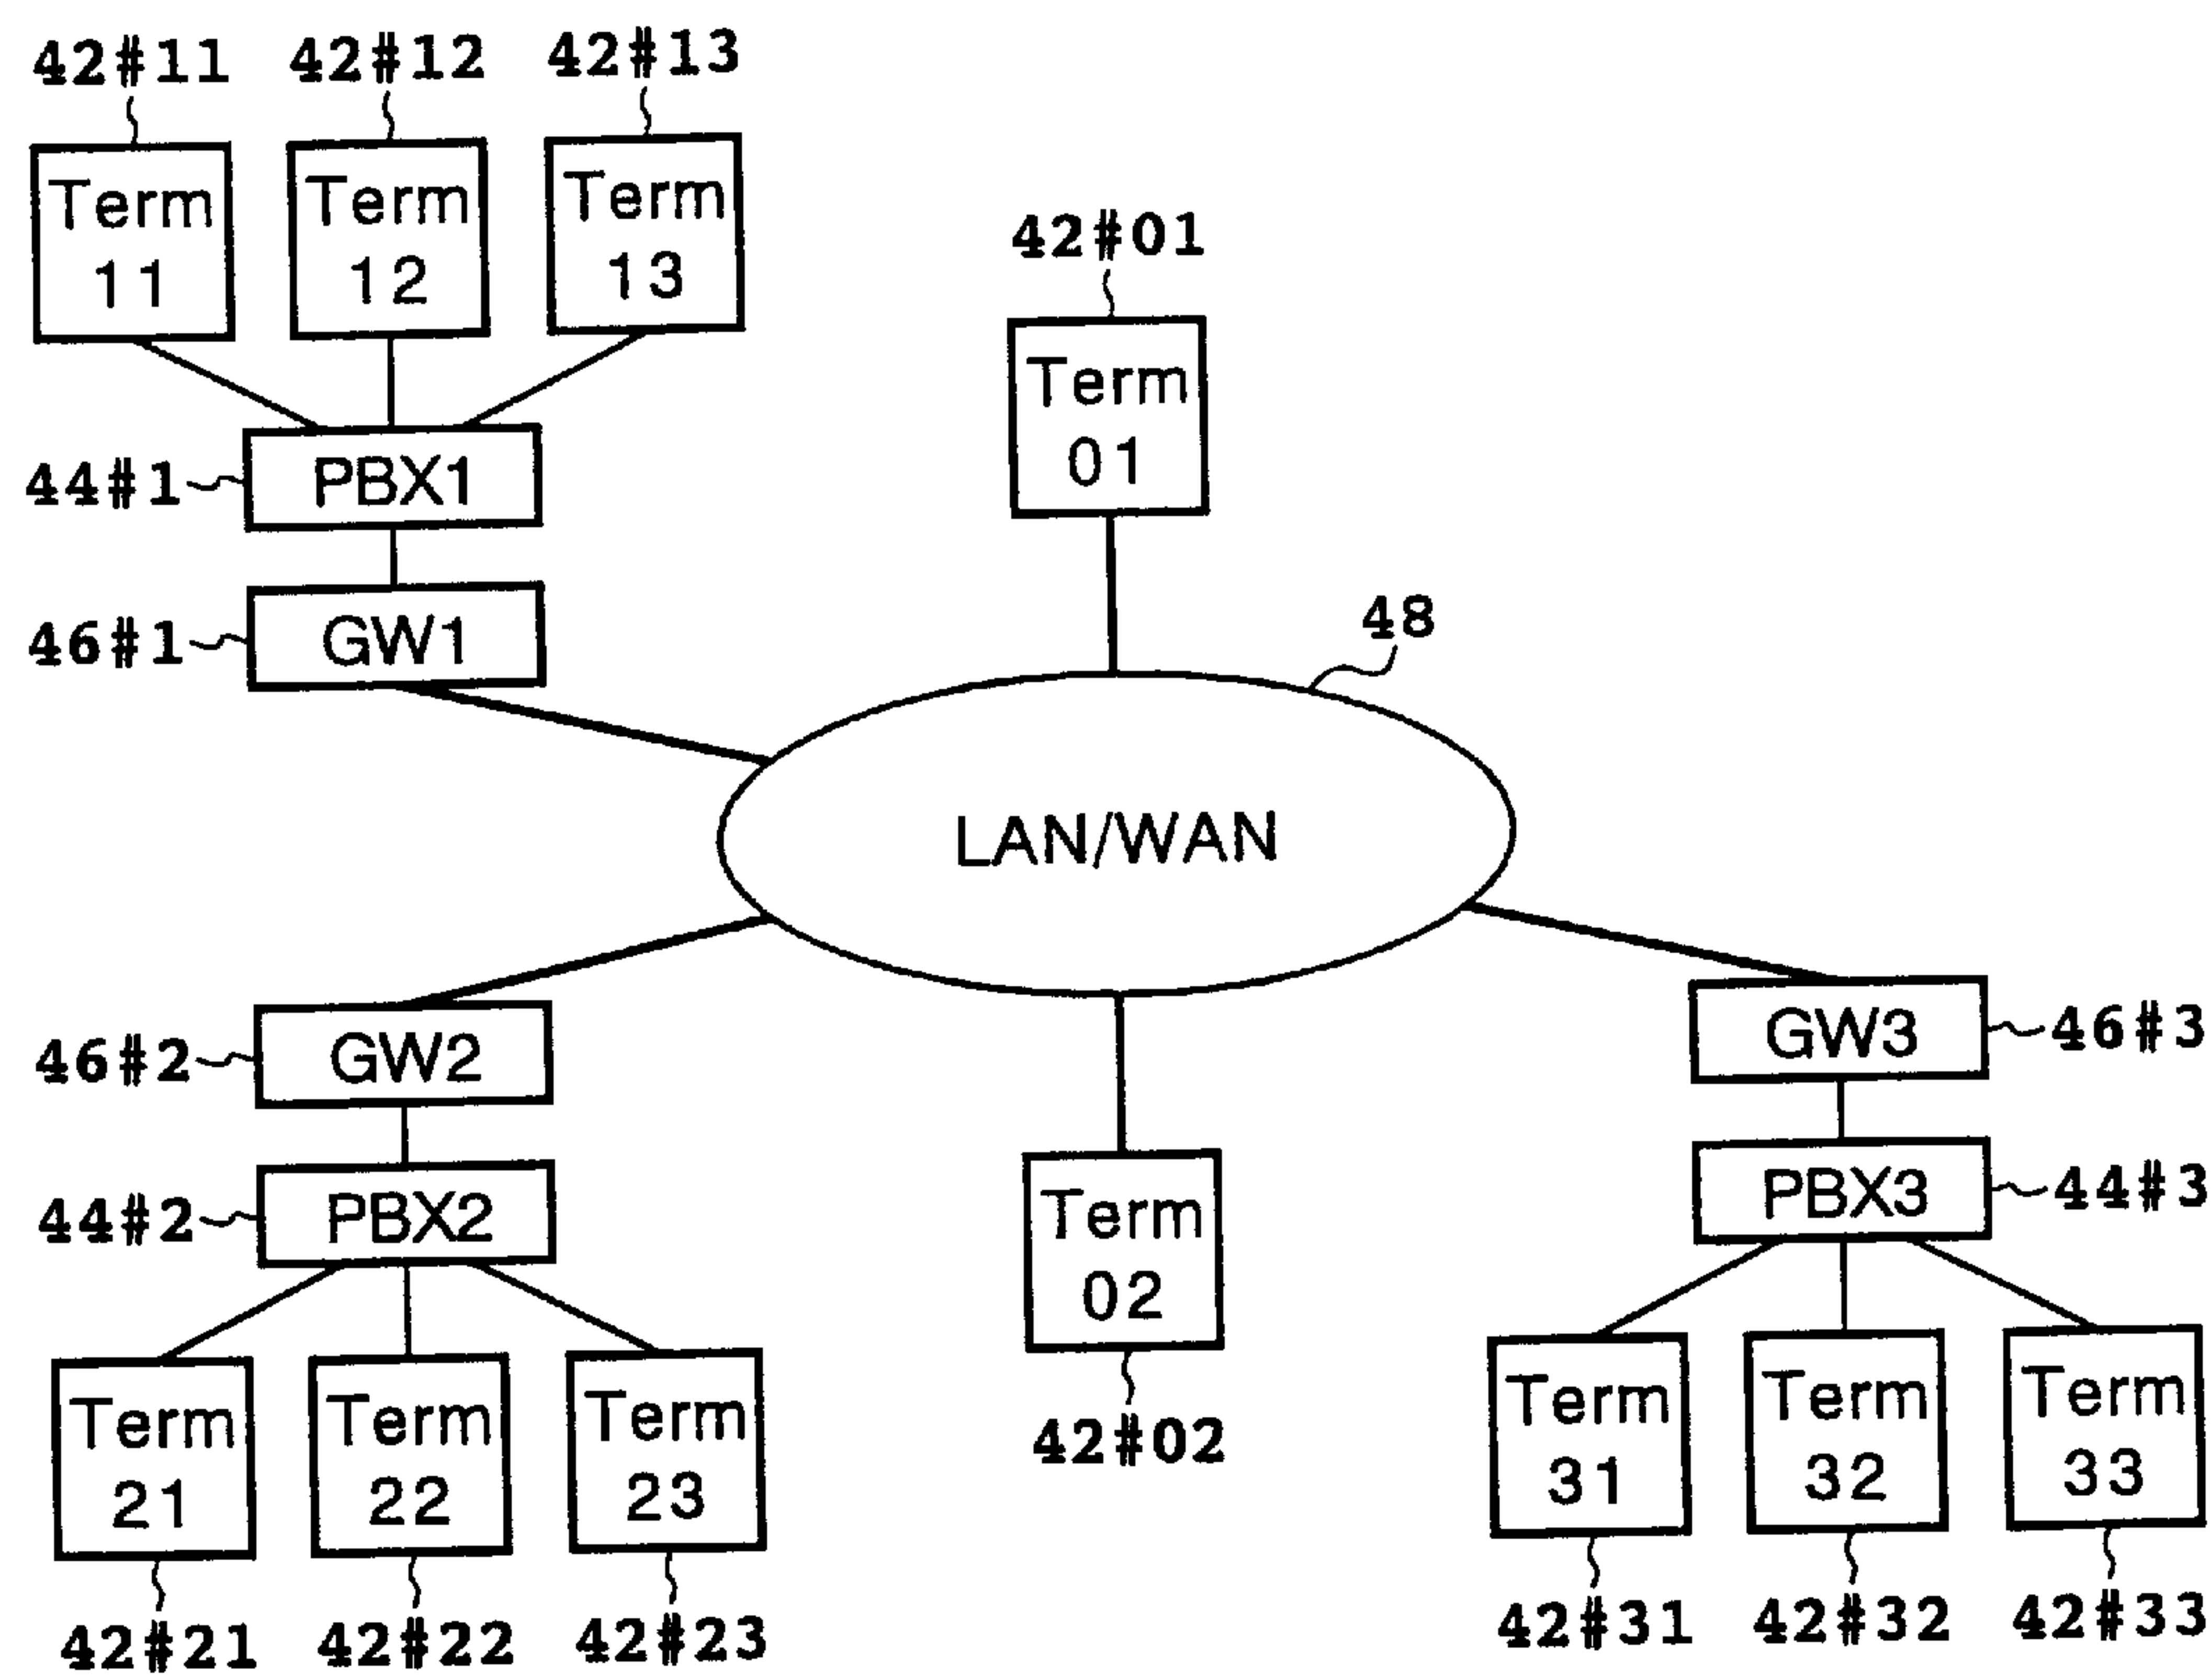 42#11 42#12 42#13
Term 11
Term 12
Term 13
44#1 PBX1
46#1 GW1
42#01
Term 01
48
LAN/WAN
46#2 GW2
44#2 PBX2
Term 21
Term 22
Term 23
42#21 42#22 42#23
Term 02
42#02
GW3 46#3
PBX3 44#3
Term 31
Term 32
Term 33
42#31 42#32 42#33